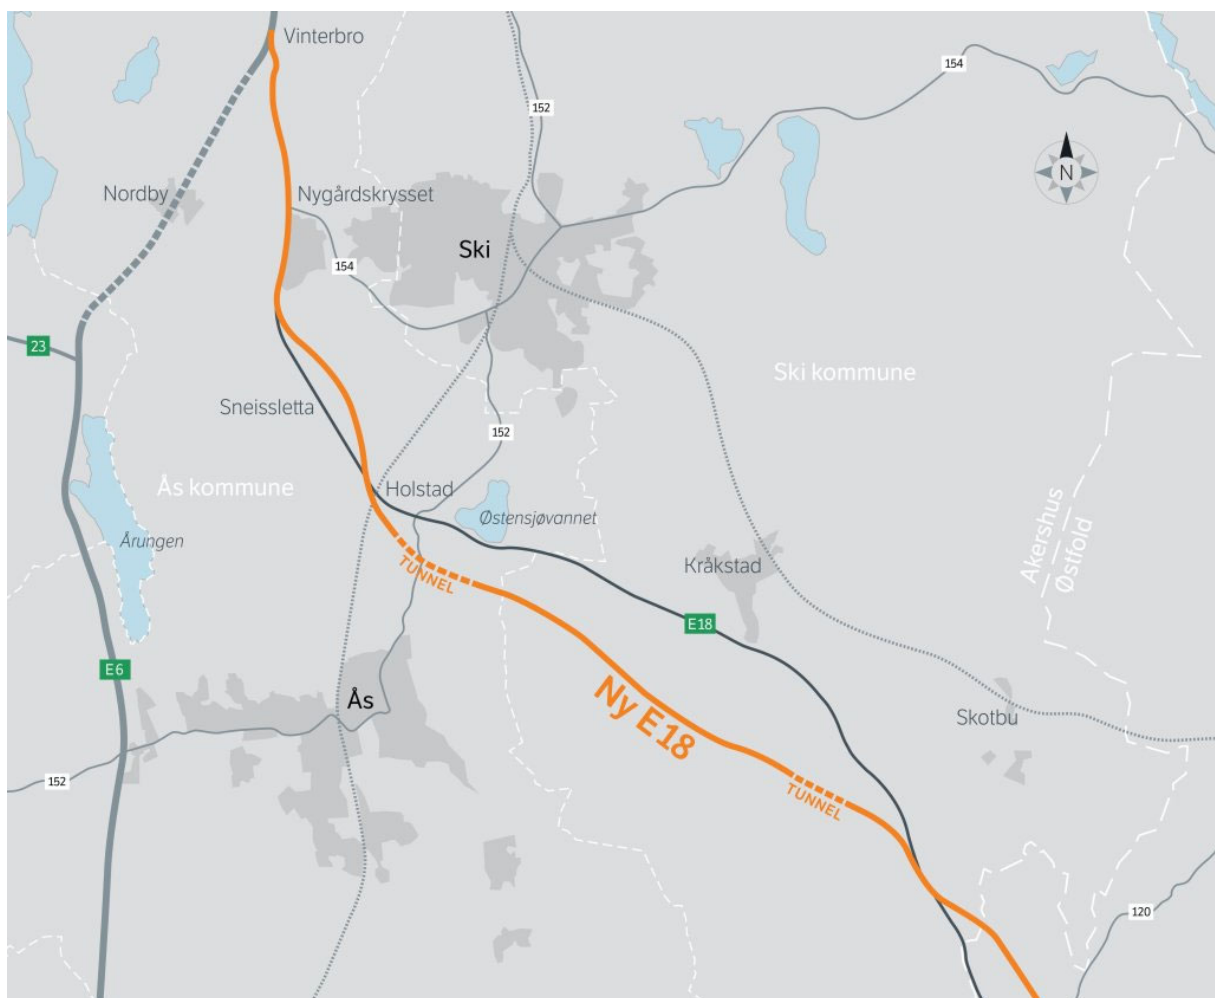 Vinterbro
154
152
N
Nordby
Nygårdskrysset
Ski
154
23
Ski kommune
Sneissletta
152
Ås kommune
Holstad
Østensjøvannet
Årungen
Akershus
Østfold
Kråkstad
TUNNEL
E18
E6
Ås
Ny E18
Skotbu
152
TUNNEL
120